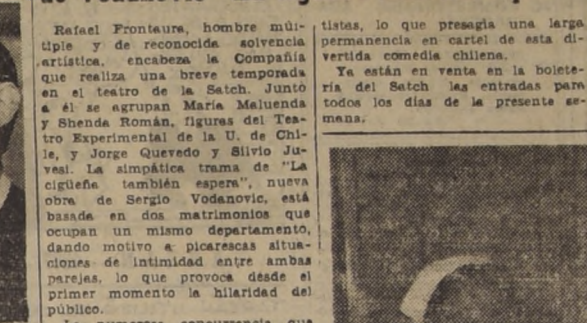 Rafael Frontaura, hombre múl-
tiple y de reconocida solvencia
artística, encabeza la Compañía
que realiza una breve temporada
en el teatro de la Satch. Junto
a él se agrupan María Maluenda
y Shenda Román, figuras del Tea-
tro Experimental de la U. de Chi-
le, y Jorge Quevedo y Silvio Ju-
vesi. La simpática trama de "La
cigüeña también espera", nueva
obra de Sergio Vodanovic, está
basada en dos matrimonios que
ocupan un mismo departamento,
dando motivo a picarescas situa-
ciones de intimidad entre ambas
parejas, lo que provoca desde el
primer momento la hilaridad del
público.
tistas, lo que presagia una larga
permanencia en cartel de esta di-
vertida comedia chilena.
Ya están en venta en la bolete-
ría del Satch las entradas para
todos los días de la presente se-
mana.